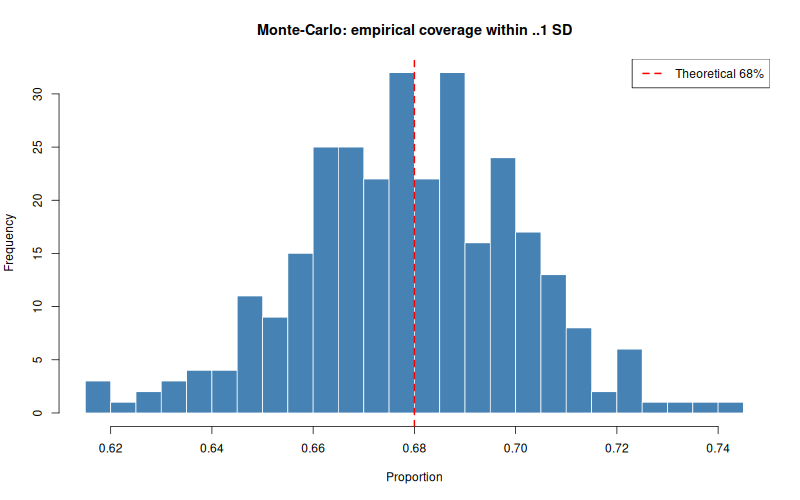 Monte-Carlo: empirical coverage within ..1 SD
Theoretical 68%
Frequency
30
25
20
15
10
5
0
0.62 0.64 0.66 0.68 0.70 0.72 0.74
Proportion